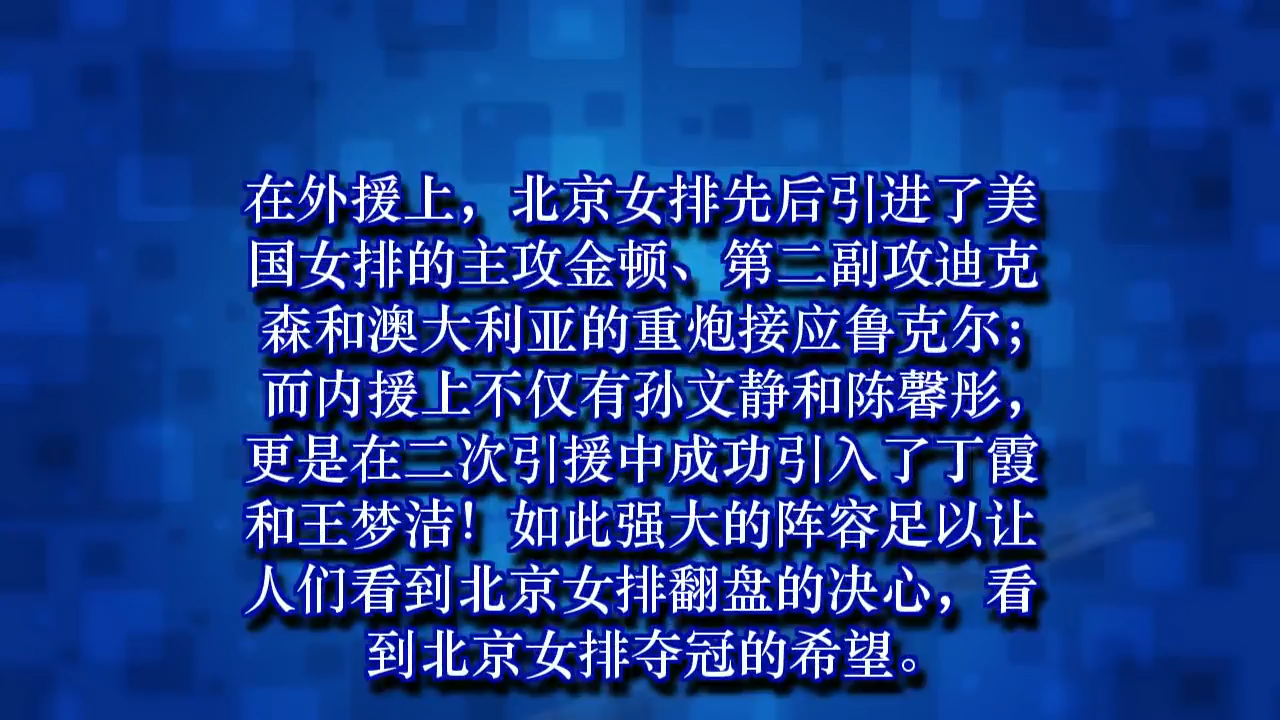 在外援上，北京女排先后引进了美
国女排的主攻金顿、第二副攻迪克
森和澳大利亚的重炮接应鲁克尔；
而内援上不仅有孙文静和陈馨彤，
更是在二次引援中成功引入了丁霞
和王梦洁！如此强大的阵容足以让
人们看到北京女排翻盘的决心，看
到北京女排夺冠的希望。